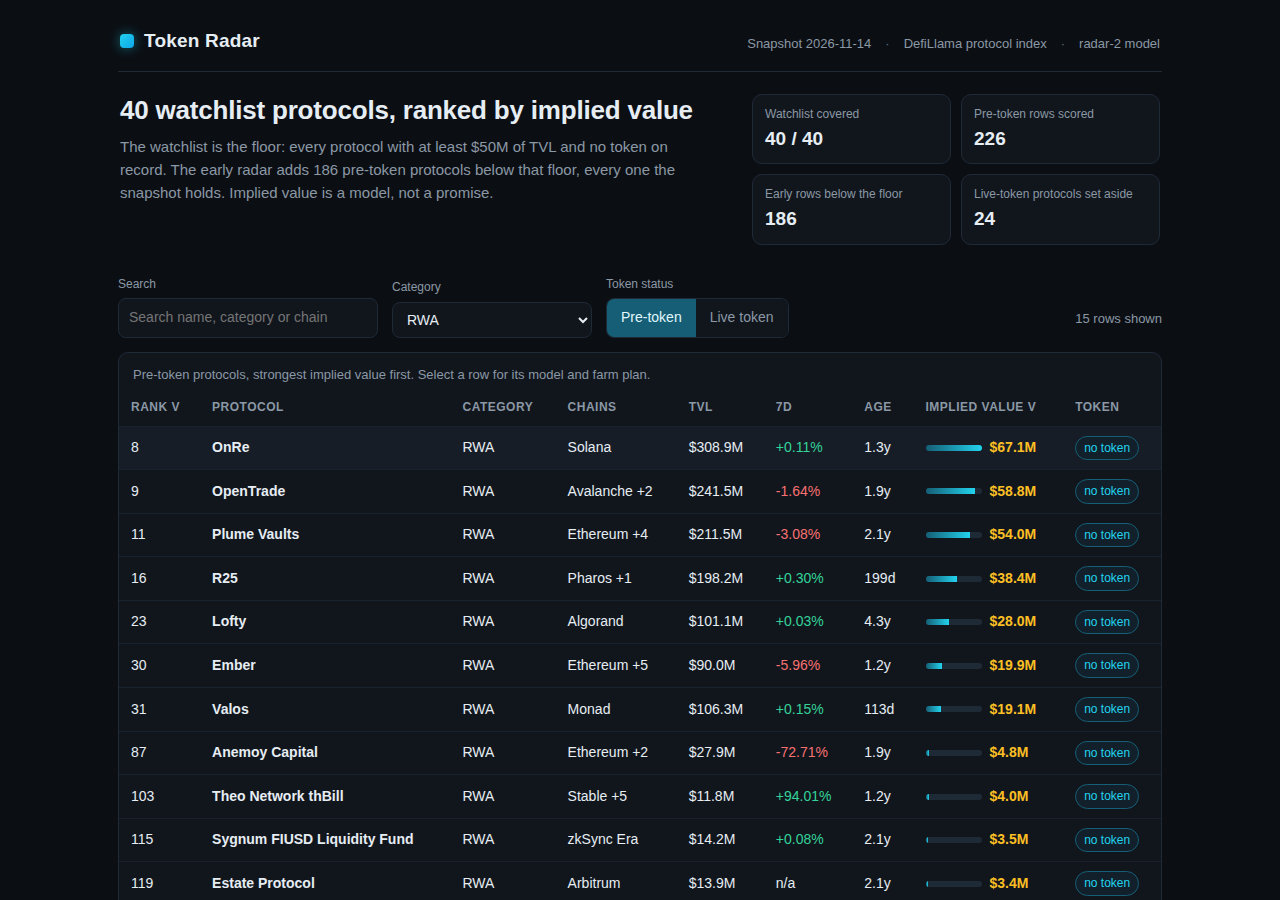 Token Radar
Snapshot 2026-11-14 · DefiLlama protocol index · radar-2 model
40 watchlist protocols, ranked by implied value
The watchlist is the floor: every protocol with at least $50M of TVL and no token on
record. The early radar adds 186 pre-token protocols below that floor, every one the
snapshot holds. Implied value is a model, not a promise.
Watchlist covered
40 / 40
Pre-token rows scored
226
Early rows below the floor
186
Live-token protocols set aside
24
Search
Search name, category or chain
Category
RWA
Token status
Pre-token Live token
15 rows shown
Pre-token protocols, strongest implied value first. Select a row for its model and farm plan.
RANK V PROTOCOL CATEGORY CHAINS TVL 7D AGE IMPLIED VALUE V TOKEN
8 OnRe RWA Solana $308.9M +0.11% 1.3y $67.1M no token
9 OpenTrade RWA Avalanche +2 $241.5M -1.64% 1.9y $58.8M no token
11 Plume Vaults RWA Ethereum +4 $211.5M -3.08% 2.1y $54.0M no token
16 R25 RWA Pharos +1 $198.2M +0.30% 199d $38.4M no token
23 Lofty RWA Algorand $101.1M +0.03% 4.3y $28.0M no token
30 Ember RWA Ethereum +5 $90.0M -5.96% 1.2y $19.9M no token
31 Valos RWA Monad $106.3M +0.15% 113d $19.1M no token
87 Anemoy Capital RWA Ethereum +2 $27.9M -72.71% 1.9y $4.8M no token
103 Theo Network thBill RWA Stable +5 $11.8M +94.01% 1.2y $4.0M no token
115 Sygnum FIUSD Liquidity Fund RWA zkSync Era $14.2M +0.08% 2.1y $3.5M no token
119 Estate Protocol RWA Arbitrum $13.9M n/a 2.1y $3.4M no token